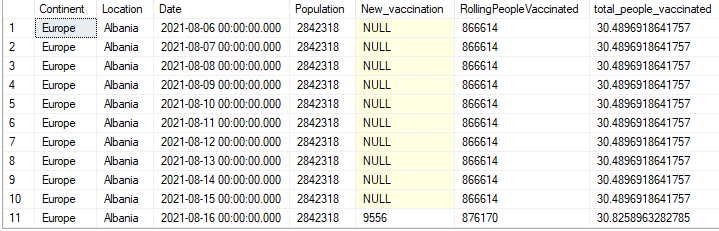 Continent Location Date Population New_vaccination RollingPeopleVaccinated total_people_vaccinated
1 Europe Albania 2021-08-06 00:00:00.000 2842318 NULL 866614 30.4896918641757
2 Europe Albania 2021-08-07 00:00:00.000 2842318 NULL 866614 30.4896918641757
3 Europe Albania 2021-08-08 00:00:00.000 2842318 NULL 866614 30.4896918641757
4 Europe Albania 2021-08-09 00:00:00.000 2842318 NULL 866614 30.4896918641757
5 Europe Albania 2021-08-10 00:00:00.000 2842318 NULL 866614 30.4896918641757
6 Europe Albania 2021-08-11 00:00:00.000 2842318 NULL 866614 30.4896918641757
7 Europe Albania 2021-08-12 00:00:00.000 2842318 NULL 866614 30.4896918641757
8 Europe Albania 2021-08-13 00:00:00.000 2842318 NULL 866614 30.4896918641757
9 Europe Albania 2021-08-14 00:00:00.000 2842318 NULL 866614 30.4896918641757
10 Europe Albania 2021-08-15 00:00:00.000 2842318 NULL 866614 30.4896918641757
11 Europe Albania 2021-08-16 00:00:00.000 2842318 9556 876170 30.8258963282785